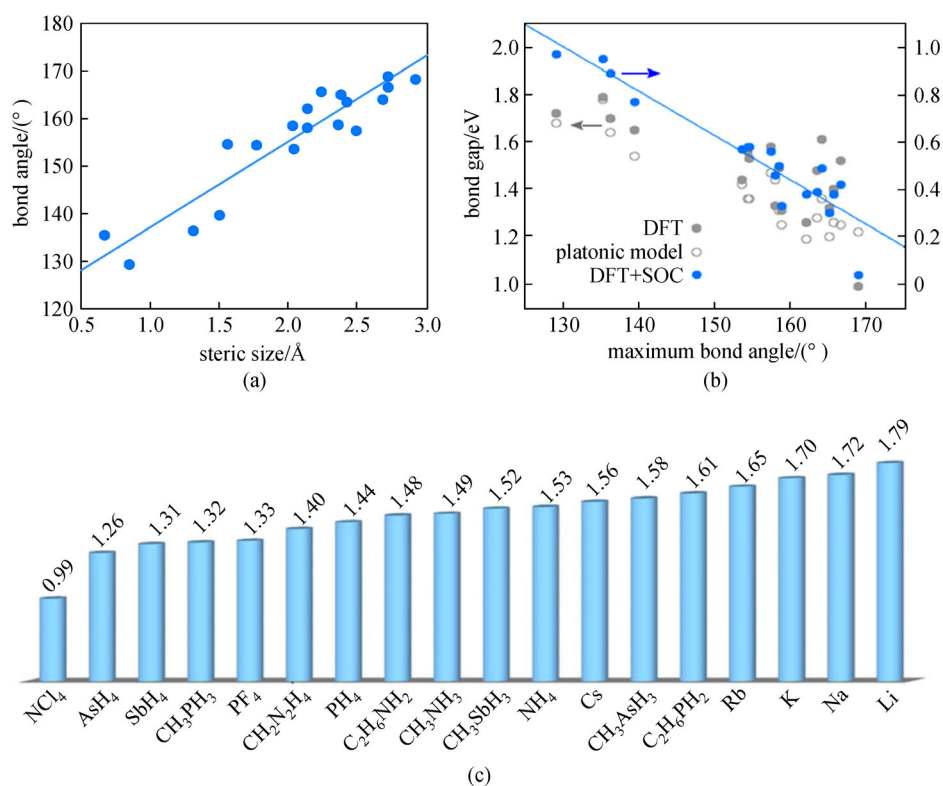 180
170
160
150
140
130
120
0.5 1.0 1.5 2.0 2.5 3.0
bond angle/(°)
steric size/Å
(a)
2.0
1.8
1.6
1.4
1.2
1.0
1.0
0.8
0.6
0.4
0.2
0
130 140 150 160 170
bond gap/eV
DFT
platonic model
DFT+SOC
maximum bond angle/(° )
(b)
0.99 1.26 1.31 1.32 1.33 1.40 1.44 1.48 1.49 1.52 1.53 1.56 1.58 1.61 1.65 1.70 1.72 1.79
NCl₄ AsH₄ SbH₄ CH₃PH₃ PF₄ CH₂N₂H₄ PH₄ C₂H₆NH₂ CH₃NH₃ CH₃SbH₃ NH₄ Cs CH₃AsH₃ C₂H₆PH₂ Rb K Na Li
(c)